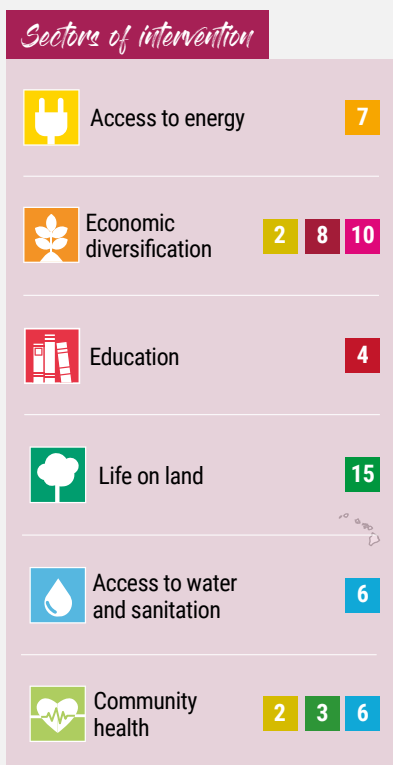 Sectors of intervention
Access to energy 7
Economic
diversification 2 8 10
Education 4
Life on land 15
Access to water
and sanitation 6
Community
health 2 3 6